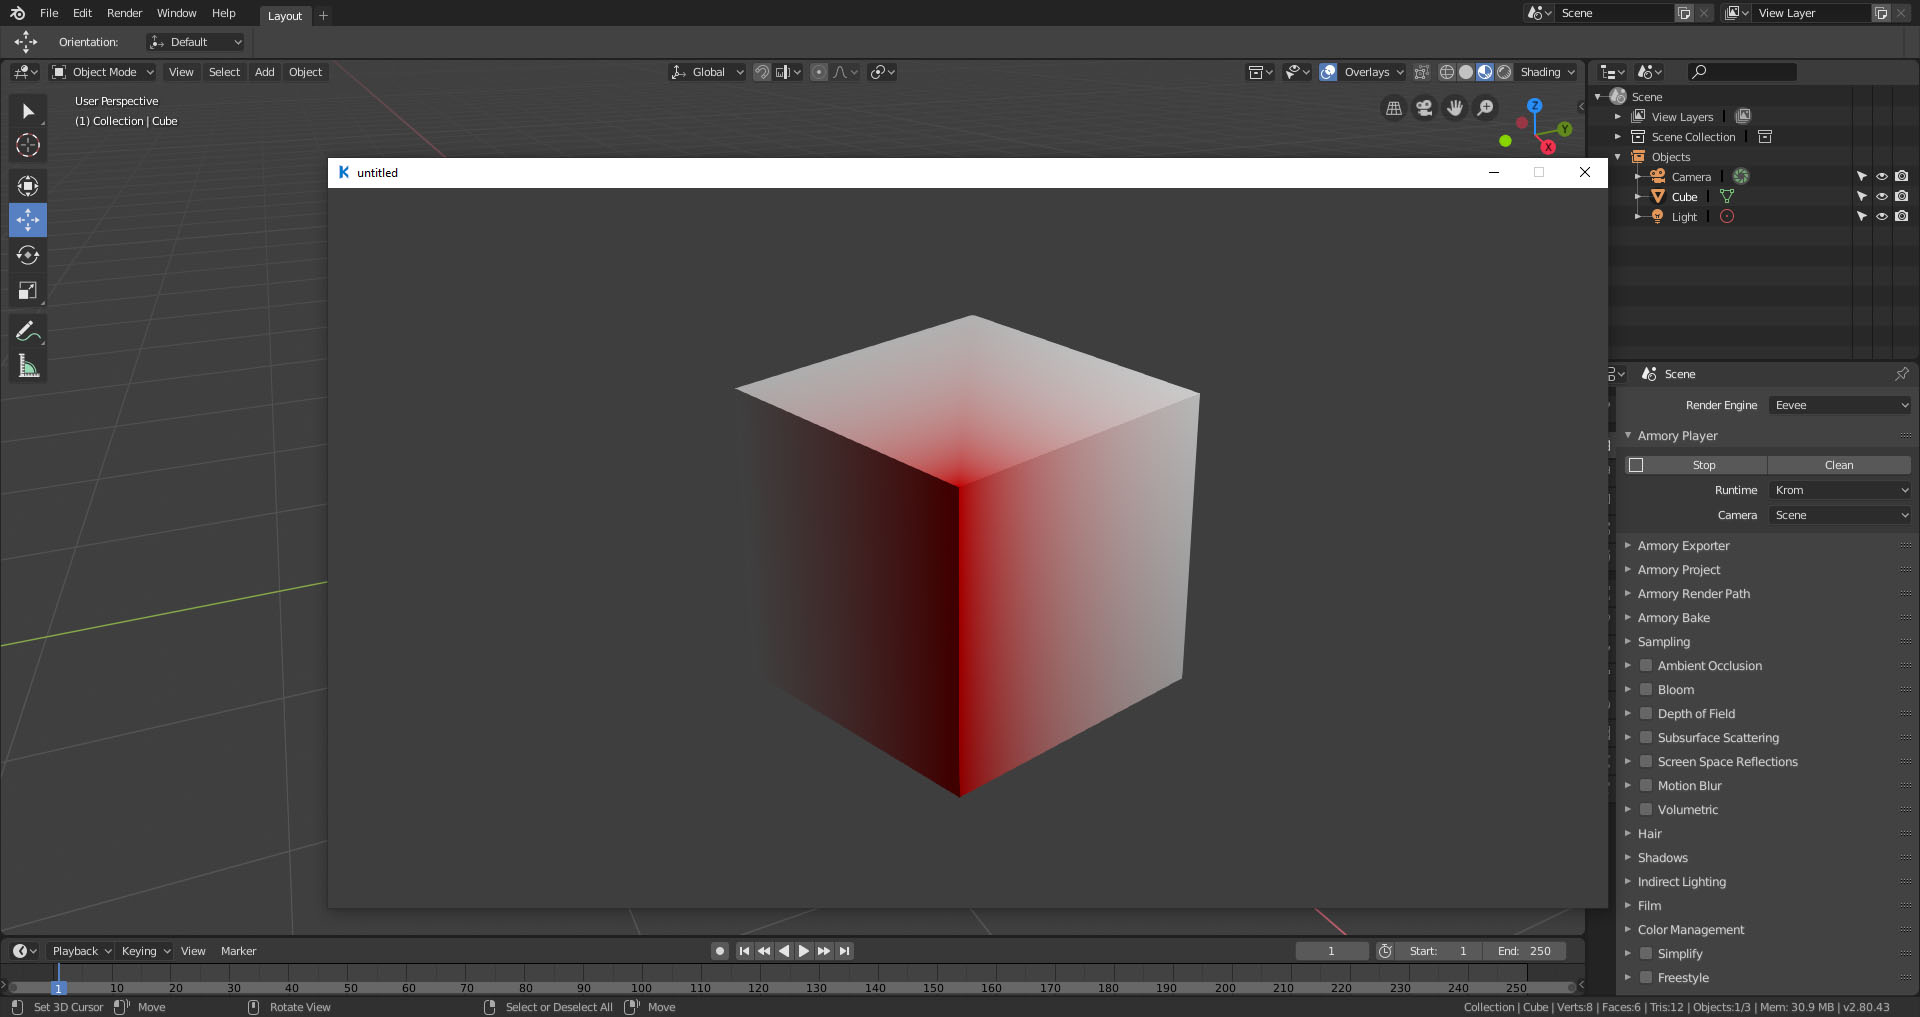 File Edit Render Window Help Layout + Scene View Layer
Orientation: Default
Object Mode View Select Add Object Global Overlays Shading
User Perspective
(1) Collection | Cube
Z
Y
X
untitled
Scene
View Layers
Scene Collection
Objects
Camera
Cube
Light
Scene
Render Engine Eevee
Armory Player
Stop Clean
Runtime Krom
Camera Scene
Armory Exporter
Armory Project
Armory Render Path
Armory Bake
Sampling
Ambient Occlusion
Bloom
Depth of Field
Subsurface Scattering
Screen Space Reflections
Motion Blur
Volumetric
Hair
Shadows
Indirect Lighting
Film
Color Management
Simplify
Freestyle
Playback Keying View Marker 1 Start: 1 End: 250
1 10 20 30 40 50 60 70 80 90 100 110 120 130 140 150 160 170 180 190 200 210 220 230 240 250
Set 3D Cursor Move Rotate View Select or Deselect All Move Collection | Cube | Verts:8 | Faces:6 | Tris:12 | Objects:1/3 | Mem: 30.9 MB | v2.80.43